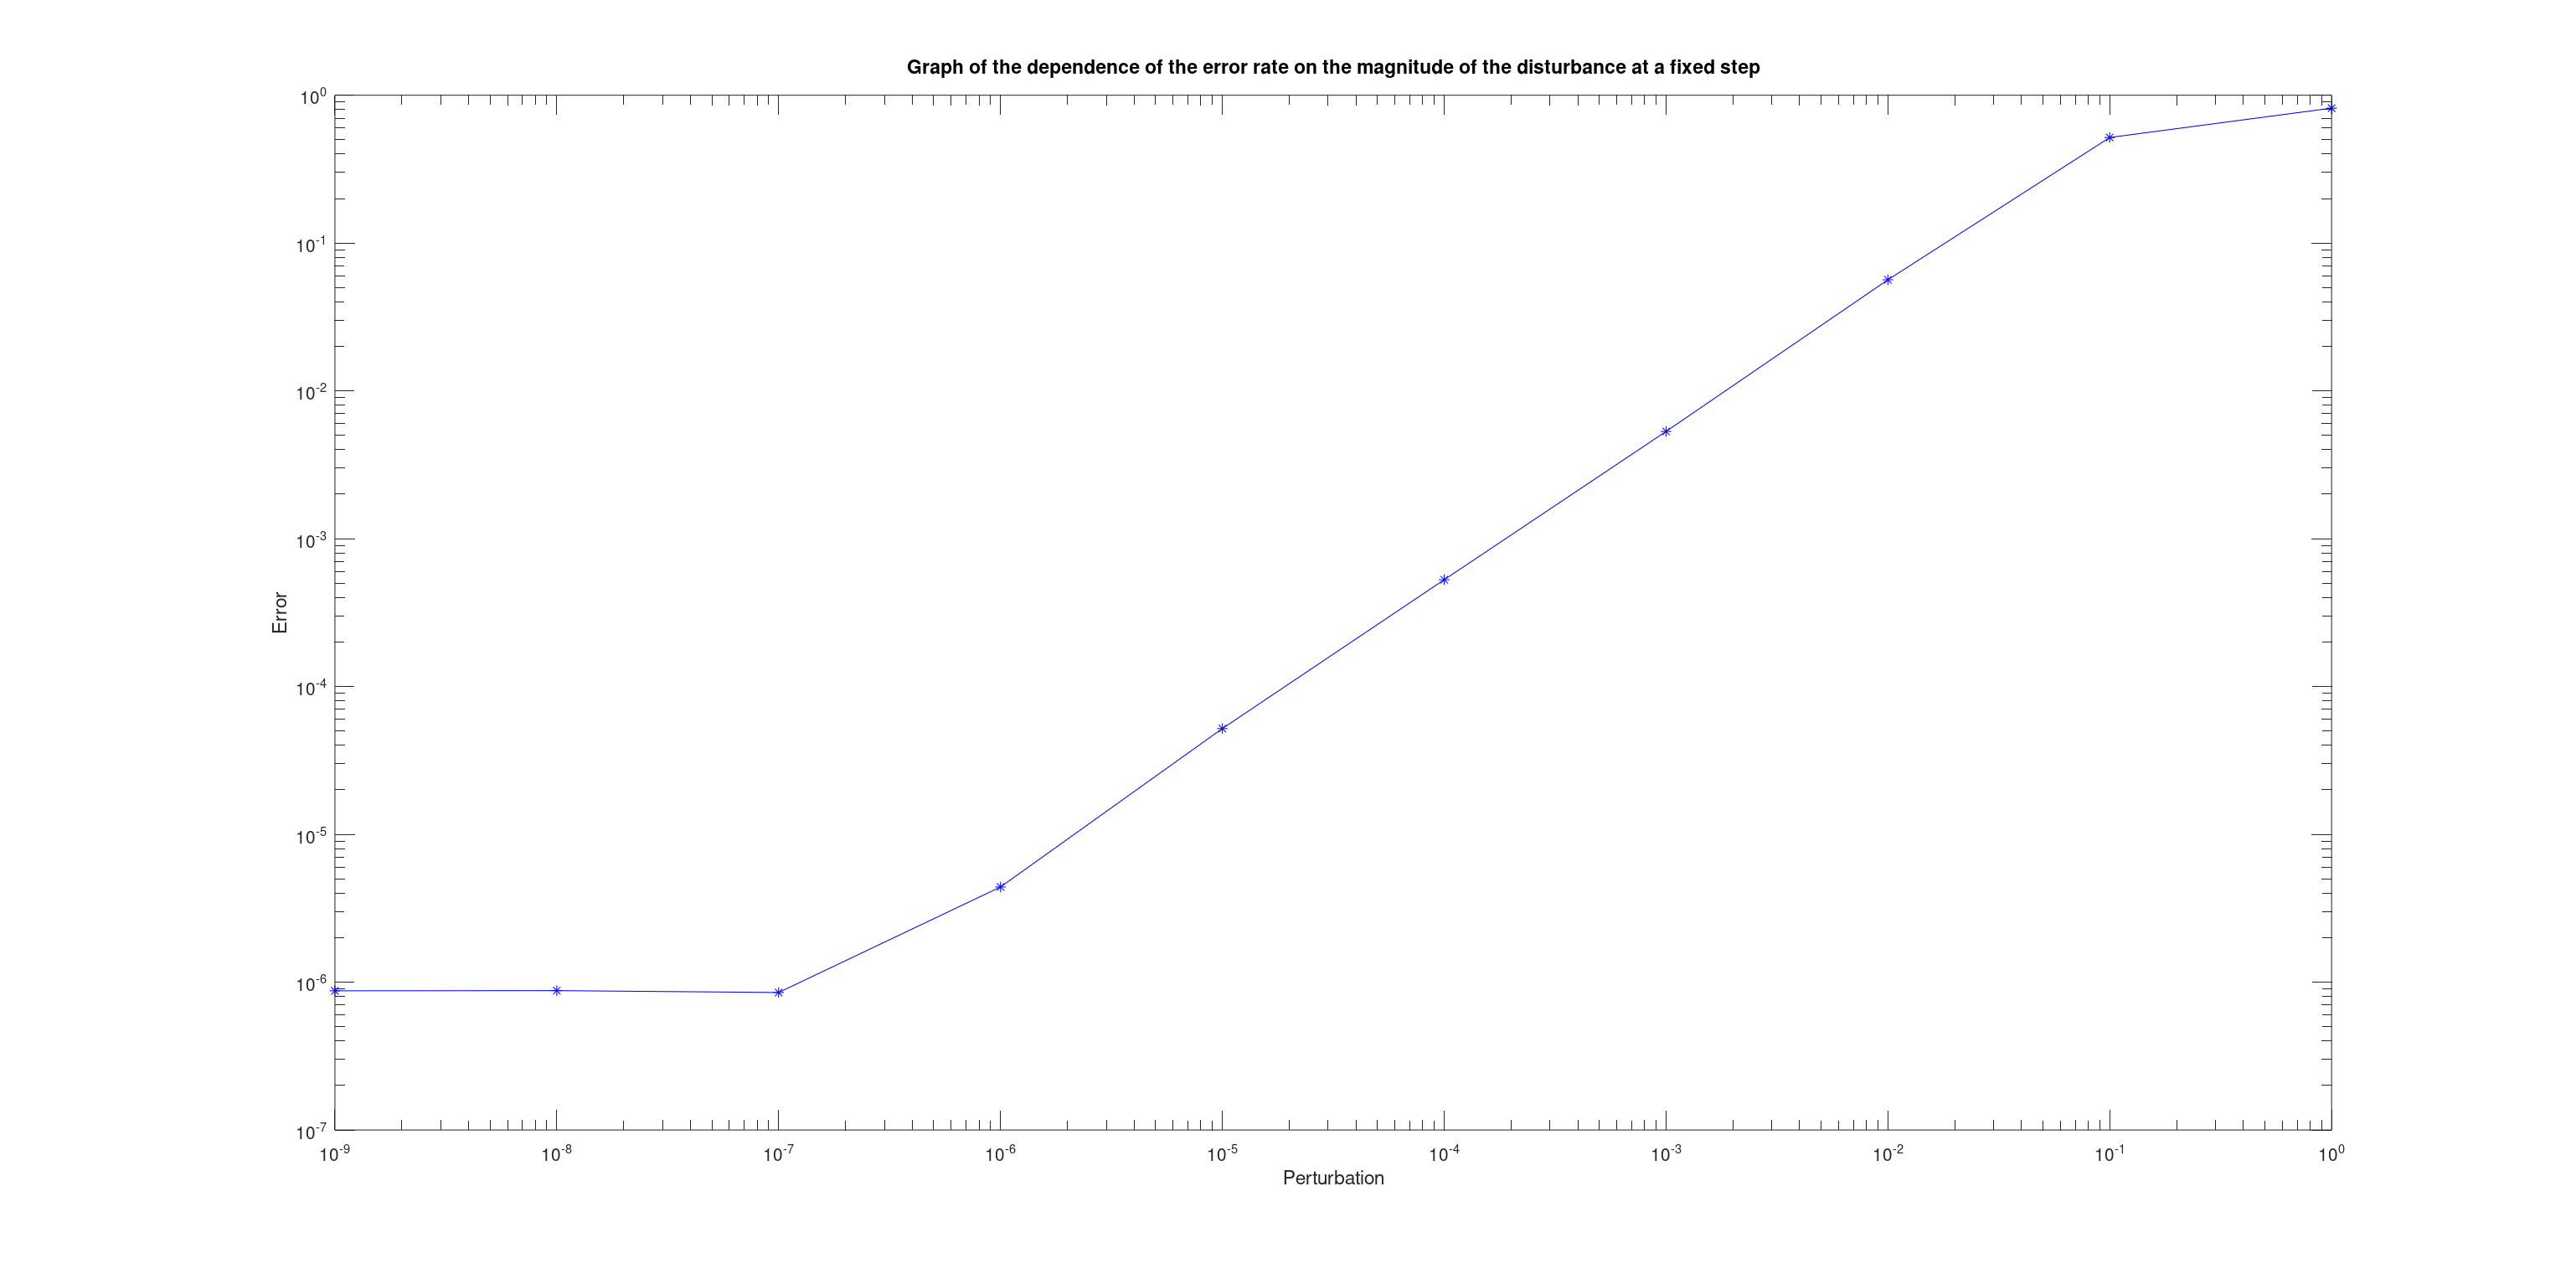 Graph of the dependence of the error rate on the magnitude of the disturbance at a fixed step
10^0
10^-1
10^-2
10^-3
Error
10^-4
10^-5
10^-6
10^-7
10^-9 10^-8 10^-7 10^-6 10^-5 10^-4 10^-3 10^-2 10^-1 10^0
Perturbation